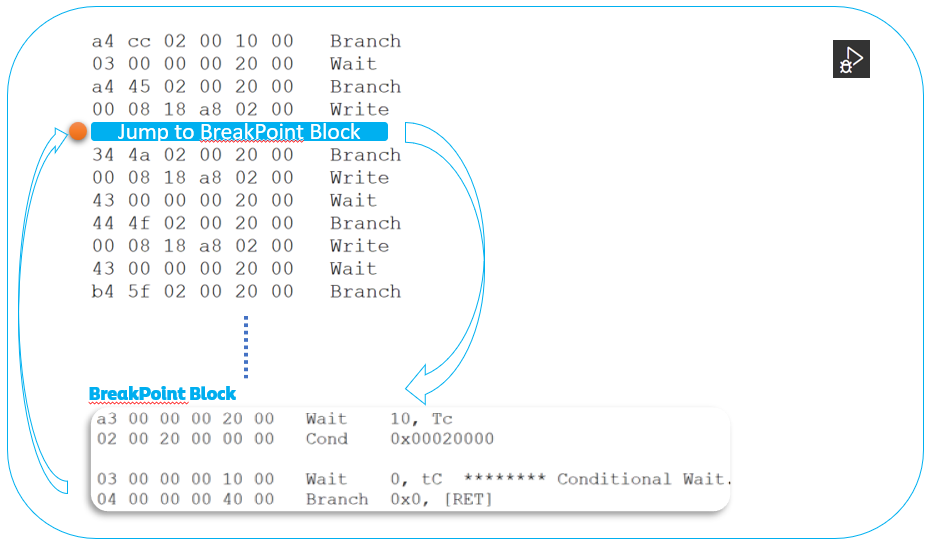 a4 cc 02 00 10 00 Branch
03 00 00 00 20 00 Wait
a4 45 02 00 20 00 Branch
00 08 18 a8 02 00 Write
Jump to BreakPoint Block
34 4a 02 00 20 00 Branch
00 08 18 a8 02 00 Write
43 00 00 00 20 00 Wait
44 4f 02 00 20 00 Branch
00 08 18 a8 02 00 Write
43 00 00 00 20 00 Wait
b4 5f 02 00 20 00 Branch
BreakPoint Block
a3 00 00 00 20 00 Wait 10, Tc
02 00 20 00 00 00 Cond 0x00020000
03 00 00 00 10 00 Wait 0, tC ******** Conditional Wait.
04 00 00 00 40 00 Branch 0x0, [RET]